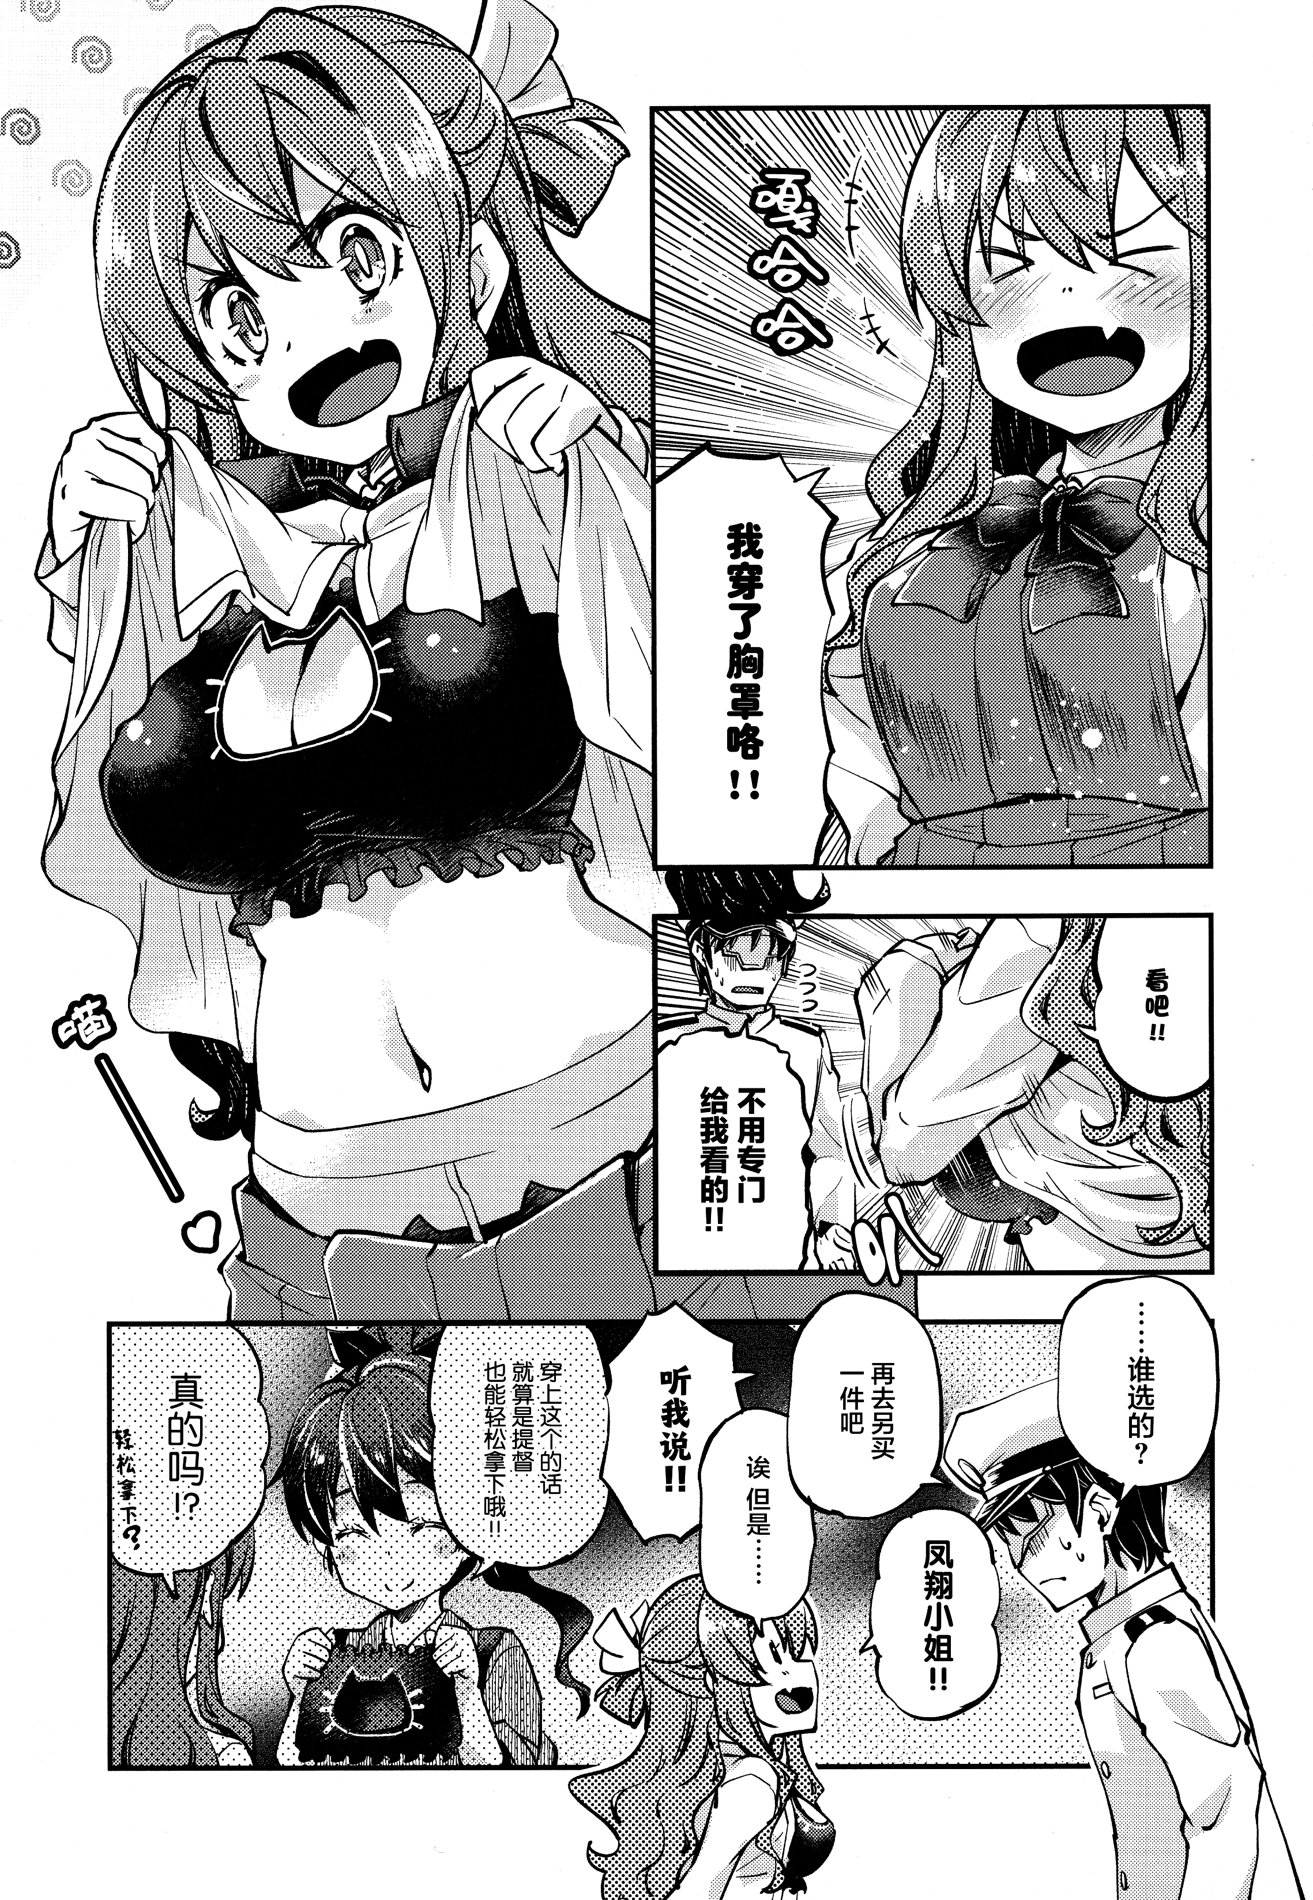 嘎
哈
哈
我穿了胸罩咯!!
看吧!!
不用专门
给我看的!!
喵
……谁选的?
凤翔小姐!!
再去另买
一件吧
诶 但是……
听我说!!
穿上这个的话
就算是提督
也能轻松拿下哦!!
真的吗!?
轻松拿下?